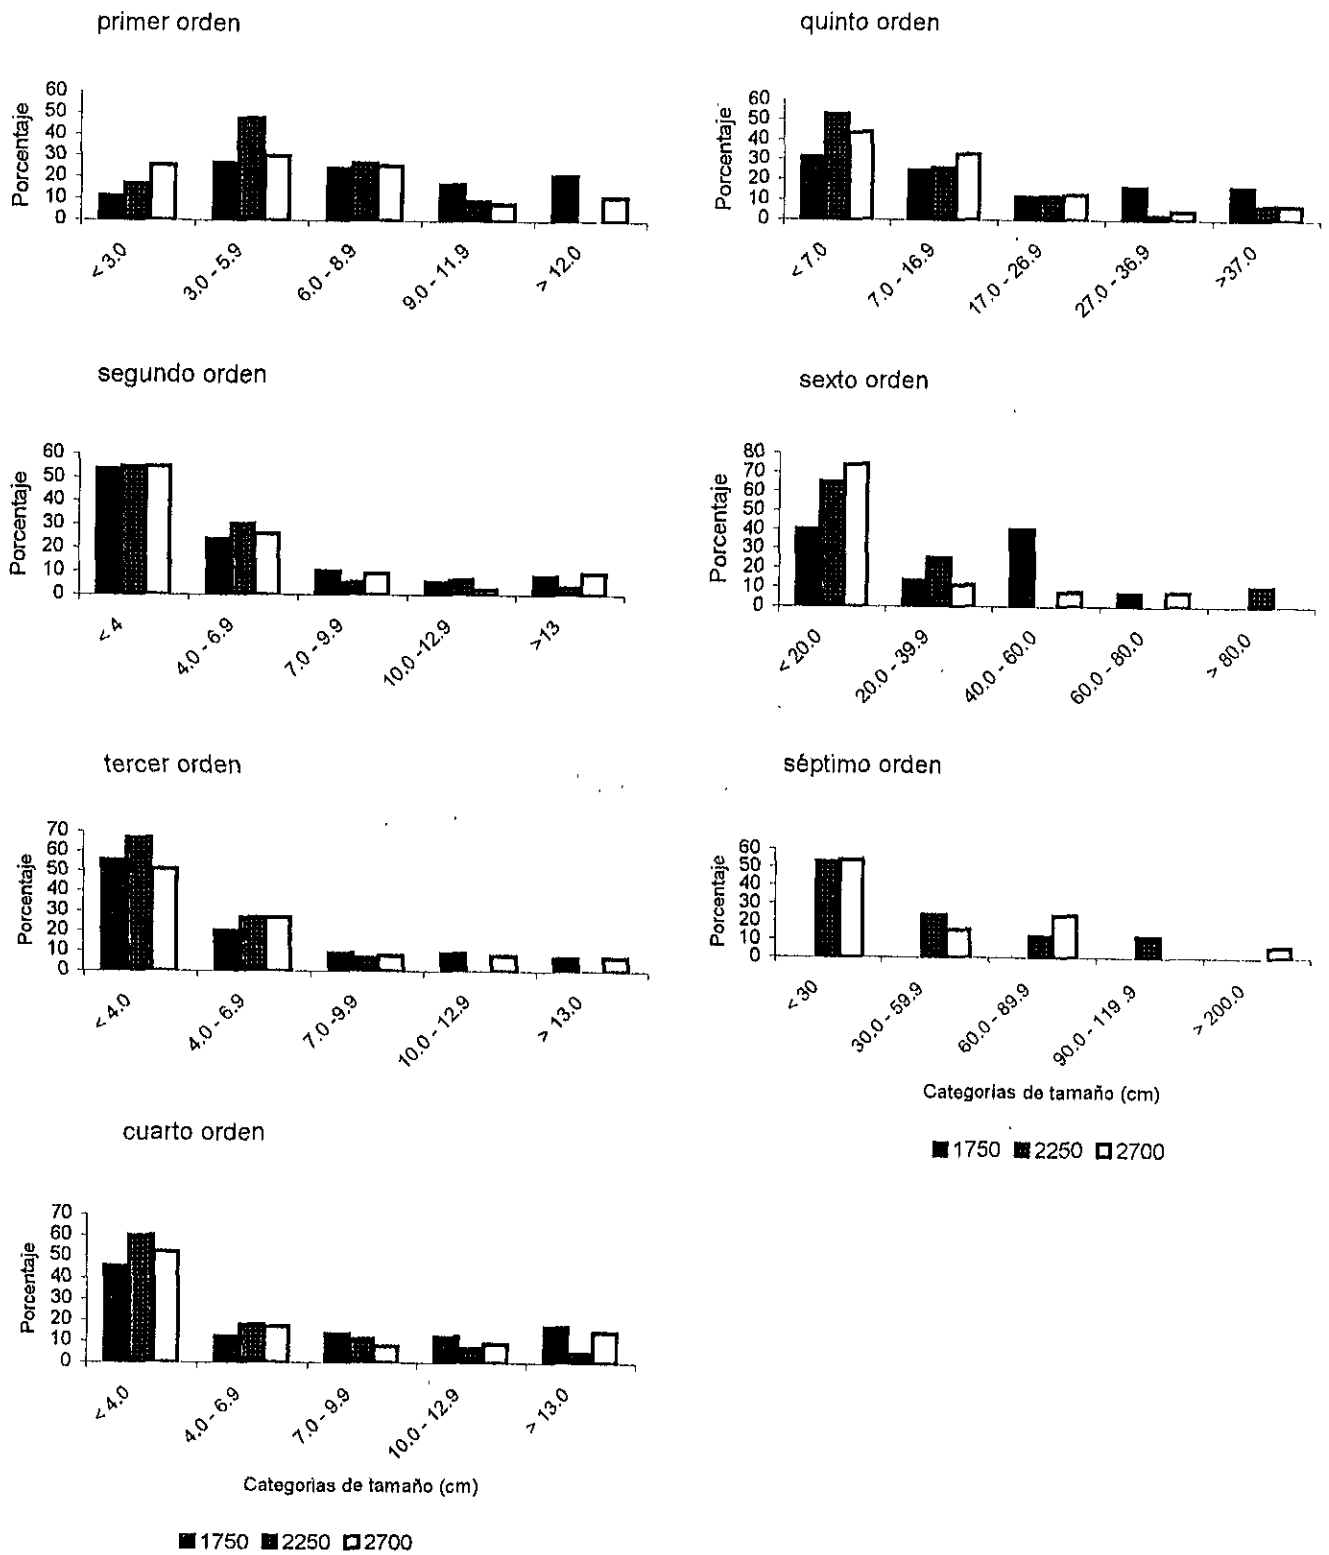 primer orden
Porcentaje
60
50
40
30
20
10
0
< 3.0
3.0 - 5.9
6.0 - 8.9
9.0 - 11.9
> 12.0
segundo orden
Porcentaje
60
50
40
30
20
10
0
< 4
4.0 - 6.9
7.0 - 9.9
10.0 -12.9
>13
tercer orden
Porcentaje
70
60
50
40
30
20
10
0
< 4.0
4.0 - 6.9
7.0 -9.9
10.0 - 12.9
> 13.0
cuarto orden
Porcentaje
70
60
50
40
30
20
10
0
< 4.0
4.0 - 6.9
7.0 - 9.9
10.0 - 12.9
> 13.0
Categorias de tamaño (cm)
1750 2250 2700
quinto orden
Porcentaje
60
50
40
30
20
10
0
< 7.0
7.0 - 16.9
17.0 - 26.9
27.0 - 36.9
>37.0
sexto orden
Porcentaje
80
70
60
50
40
30
20
10
0
< 20.0
20.0 - 39.9
40.0 - 60.0
60.0 - 80.0
> 80.0
séptimo orden
Porcentaje
60
50
40
30
20
10
0
< 30
30.0 - 59.9
60.0 - 89.9
90.0 - 119 .9
> 200.0
Categorias de tamaño (cm)
1750 2250 2700